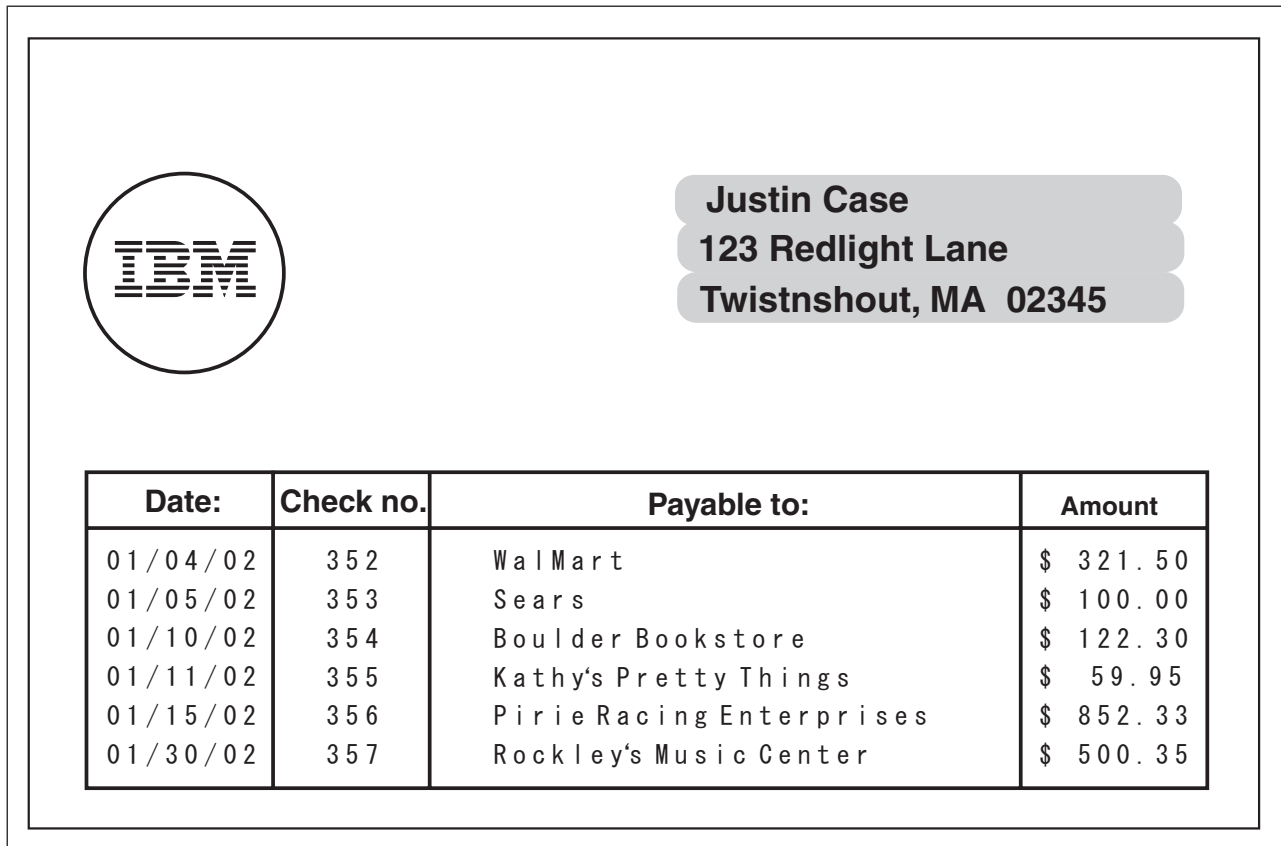 IBM
Justin Case
123 Redlight Lane
Twistnshout, MA 02345
Date: Check no. Payable to: Amount
01/04/02 352 WalMart $ 321.50
01/05/02 353 Sears $ 100.00
01/10/02 354 Boulder Bookstore $ 122.30
01/11/02 355 Kathy‘s Pretty Things $ 59.95
01/15/02 356 Pirie Racing Enterprises $ 852.33
01/30/02 357 Rockley‘s Music Center $ 500.35